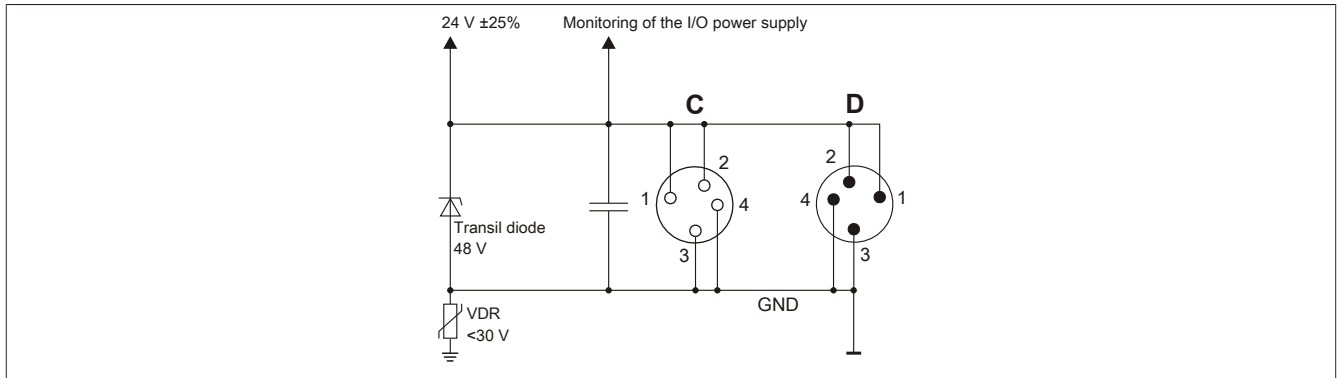 24 V ±25%
Monitoring of the I/O power supply
C
D
2
2
1
4
4
1
3
3
Transil diode
48 V
GND
VDR
<30 V